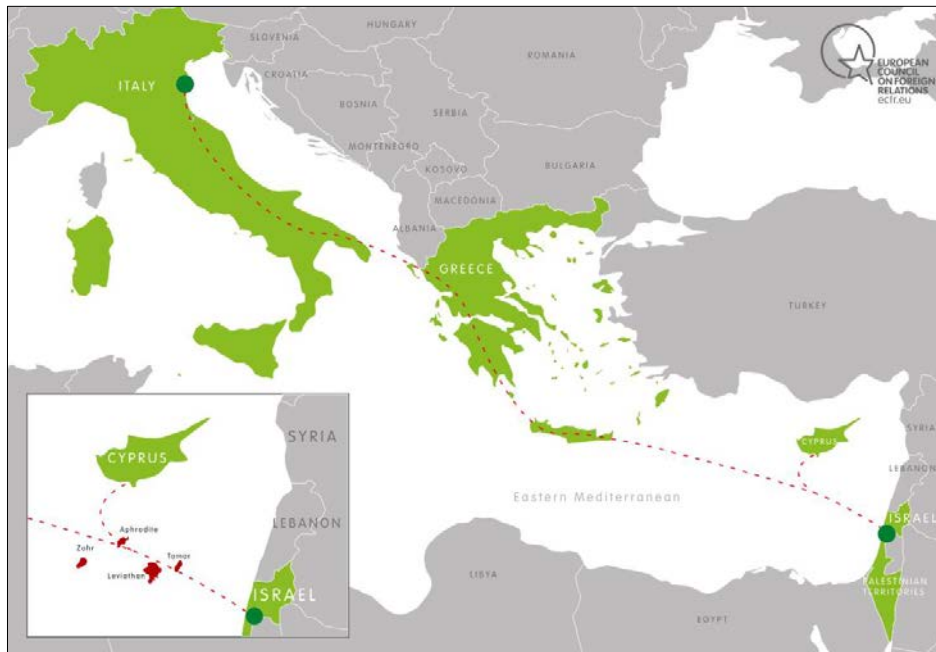 HUNGARY
SLOVENIA
ROMANIA
CROATIA
ITALY
BOSNIA
SERBIA
MONTENEGRO
KOSOVO
BULGARIA
MACEDONIA
ALBANIA
GREECE
TURKEY
EUROPEAN
COUNCIL
ON FOREIGN
RELATIONS
ecfr.eu
CYPRUS
SYRIA
LEBANON
Eastern Mediterranean
ISRAEL
PALESTINIAN
TERRITORIES
LIBYA
EGYPT
SYRIA
CYPRUS
LEBANON
Aphrodite
Zohr
Leviathan
Tamar
ISRAEL